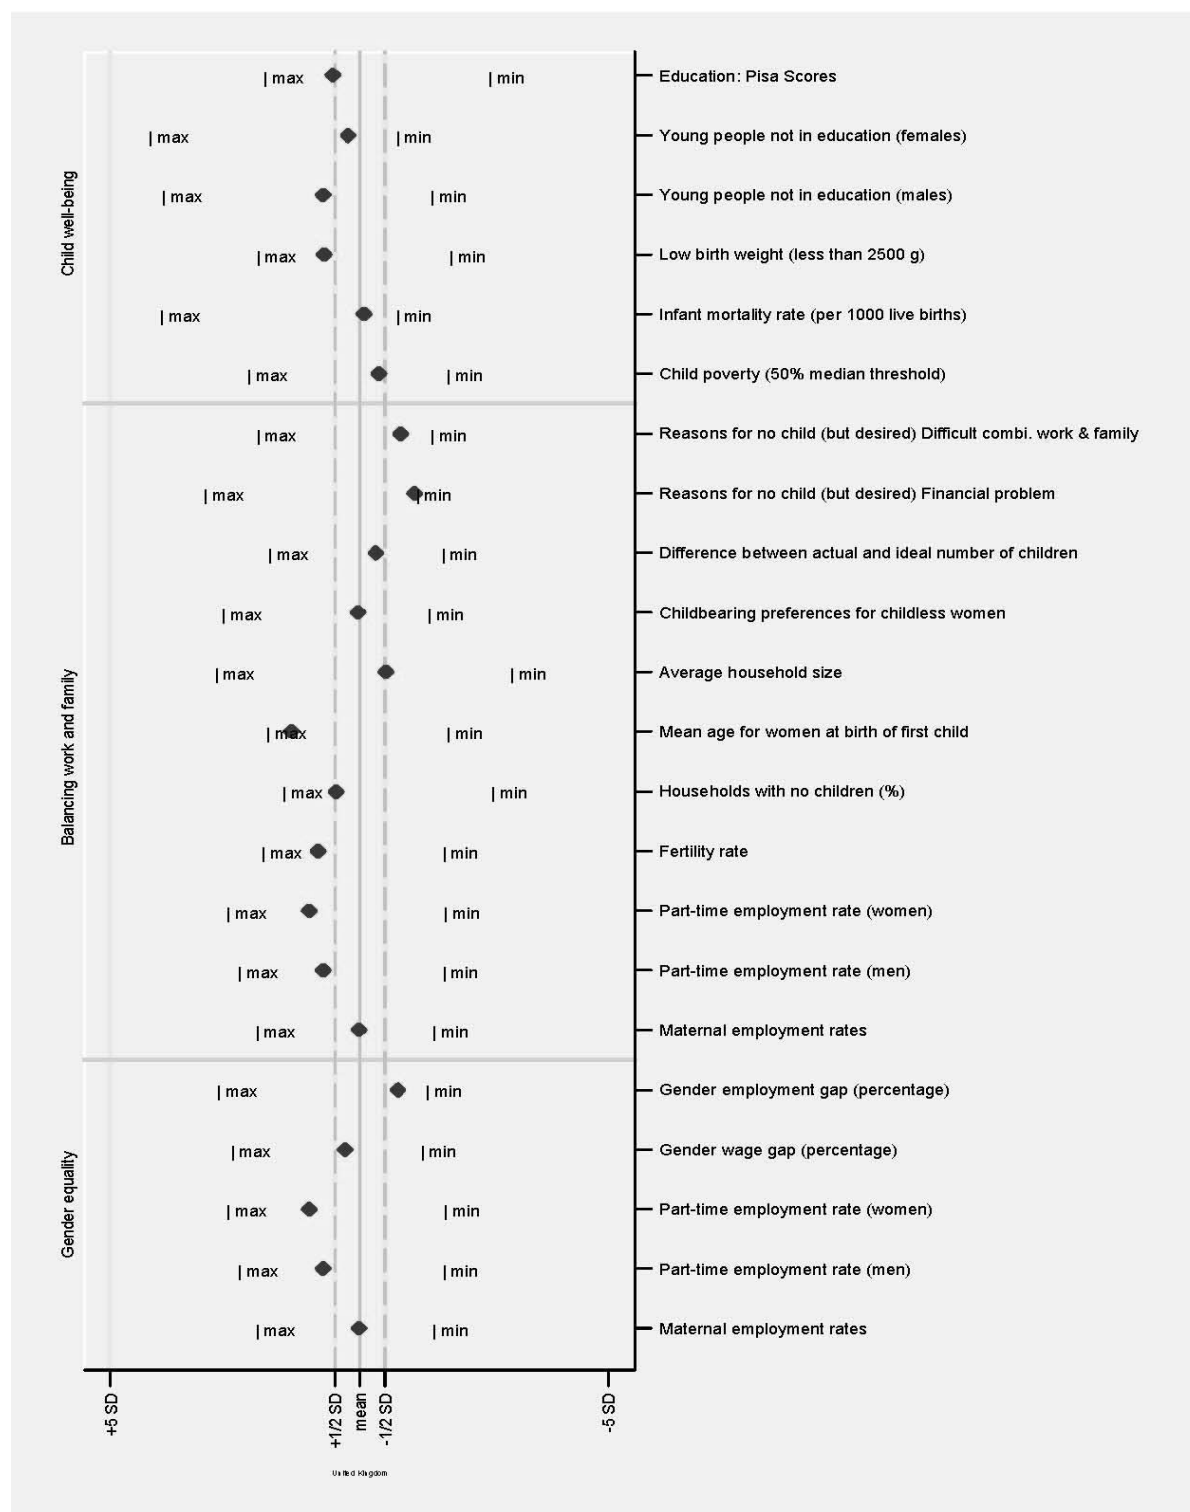 Child well-being
| max | min Education: Pisa Scores
| max | min Young people not in education (females)
| max | min Young people not in education (males)
| max | min Low birth weight (less than 2500 g)
| max | min Infant mortality rate (per 1000 live births)
| max | min Child poverty (50% median threshold)
Balancing work and family
| max | min Reasons for no child (but desired) Difficult combi. work & family
| max | min Reasons for no child (but desired) Financial problem
| max | min Difference between actual and ideal number of children
| max | min Childbearing preferences for childless women
| max | min Average household size
| max | min Mean age for women at birth of first child
| max | min Households with no children (%)
| max | min Fertility rate
| max | min Part-time employment rate (women)
| max | min Part-time employment rate (men)
| max | min Maternal employment rates
Gender equality
| max | min Gender employment gap (percentage)
| max | min Gender wage gap (percentage)
| max | min Part-time employment rate (women)
| max | min Part-time employment rate (men)
| max | min Maternal employment rates
+5 SD +1/2 SD mean -1/2 SD -5 SD
United Kingdom